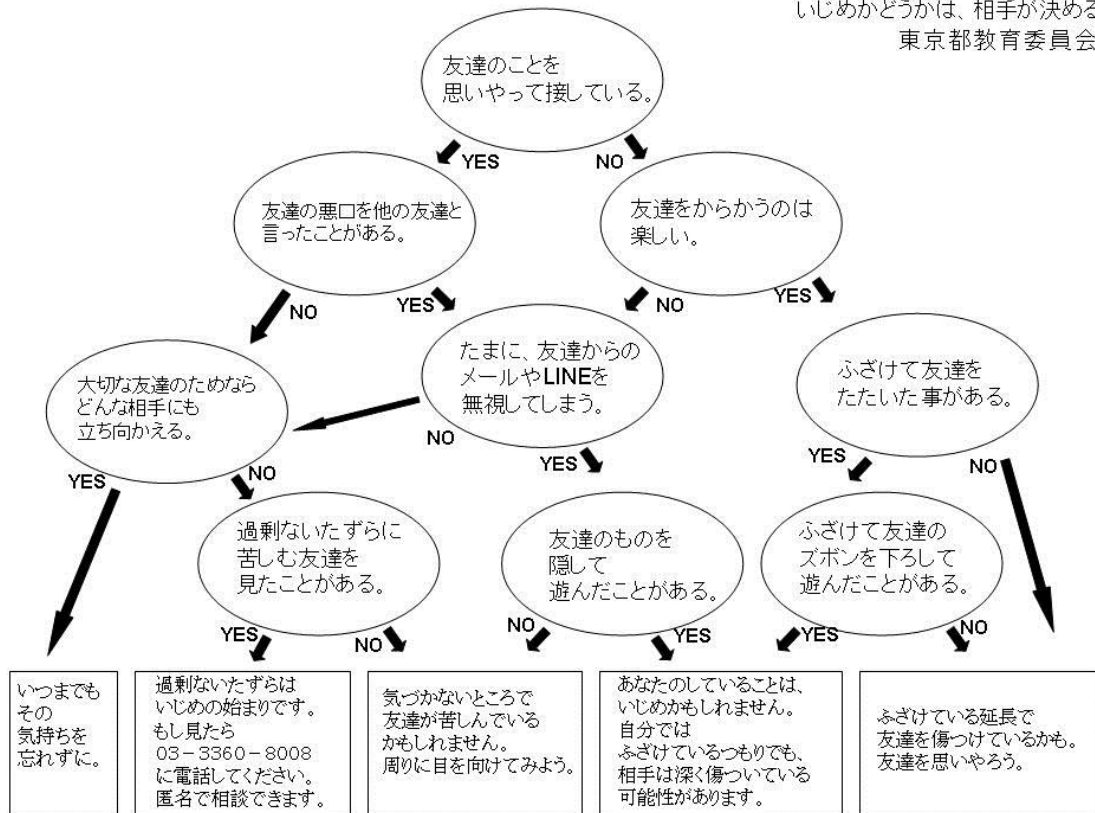 いじめかどうかは、相手が決める
東京都教育委員会
友達のことを
思いやって接している。
YES
NO
友達の悪口を他の友達と
言ったことがある。
友達をからかうのは
楽しい。
NO
YES
NO
YES
大切な友達のためなら
どんな相手にも
立ち向かえる。
たまに、友達からの
メールやLINEを
無視してしまう。
ふざけて友達を
たたいた事がある。
YES
NO
NO
YES
YES
NO
過剰ないたずらに
苦しむ友達を
見たことがある。
友達のものを
隠して
遊んだことがある。
ふざけて友達の
ズボンを下ろして
遊んだことがある。
YES
NO
NO
YES
YES
NO
いつまでも
その
気持ちを
忘れずに。
過剰ないたずらは
いじめの始まりです。
もし見たら
03-3360-8008
に電話してください。
匿名で相談できます。
気づかないところで
友達が苦しんでいる
かもしれません。
周りに目を向けてみよう。
あなたのしていることは、
いじめかもしれません。
自分では
ふざけているつもりでも、
相手は深く傷ついている
可能性があります。
ふざけている延長で
友達を傷つけているかも。
友達を思いやろう。